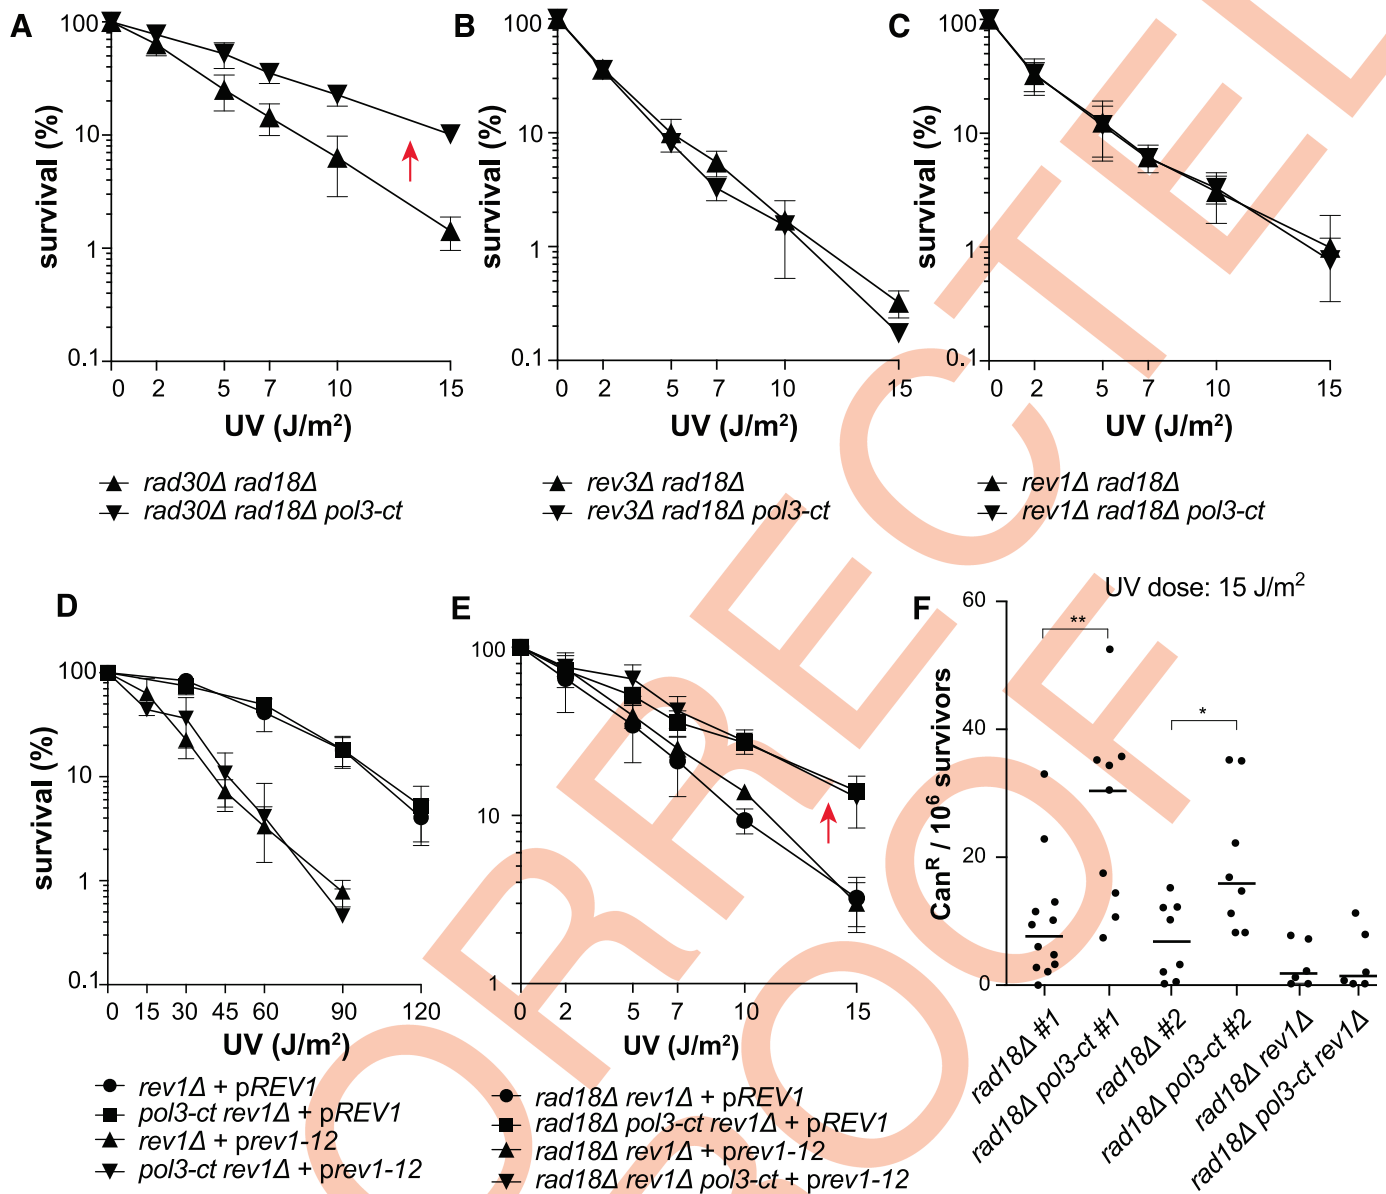 A
survival (%)
100
10
1
0.1
0 2 5 7 10 15
UV (J/m²)
rad30Δ rad18Δ
rad30Δ rad18Δ pol3-ct
B
survival (%)
100
10
1
0.1
0 2 5 7 10 15
UV (J/m²)
rev3Δ rad18Δ
rev3Δ rad18Δ pol3-ct
C
survival (%)
100
10
1
0.1
0 2 5 7 10 15
UV (J/m²)
rev1Δ rad18Δ
rev1Δ rad18Δ pol3-ct
D
survival (%)
100
10
1
0.1
0 15 30 45 60 90 120
UV (J/m²)
rev1Δ + pREV1
pol3-ct rev1Δ + pREV1
rev1Δ + prev1-12
pol3-ct rev1Δ + prev1-12
E
100
10
1
0 2 5 7 10 15
UV (J/m²)
rad18Δ rev1Δ + pREV1
rad18Δ pol3-ct rev1Δ + pREV1
rad18Δ rev1Δ + prev1-12
rad18Δ rev1Δ pol3-ct + prev1-12
F
UV dose: 15 J/m²
Can^R / 10⁶ survivors
60
40
20
0
**
*
rad18Δ #1
rad18Δ pol3-ct #1
rad18Δ #2
rad18Δ pol3-ct #2
rad18Δ rev1Δ
rad18Δ pol3-ct rev1Δ
ORRECTE
OOF